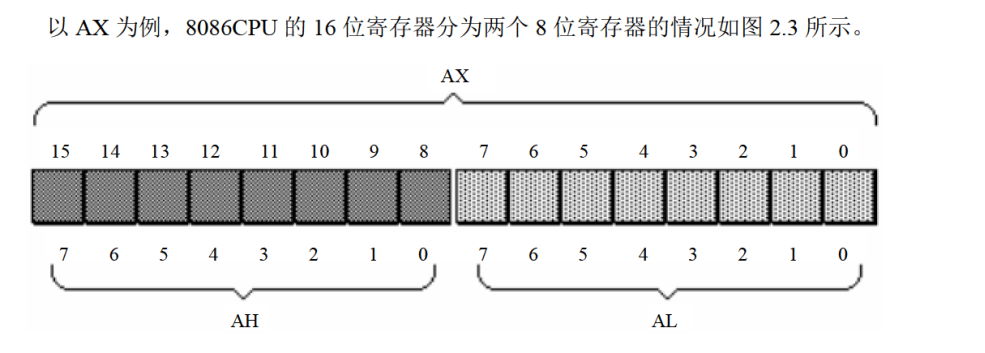 以 AX 为例，8086CPU 的 16 位寄存器分为两个 8 位寄存器的情况如图 2.3 所示。
AX
15 14 13 12 11 10 9 8 7 6 5 4 3 2 1 0
7 6 5 4 3 2 1 0 7 6 5 4 3 2 1 0
AH AL